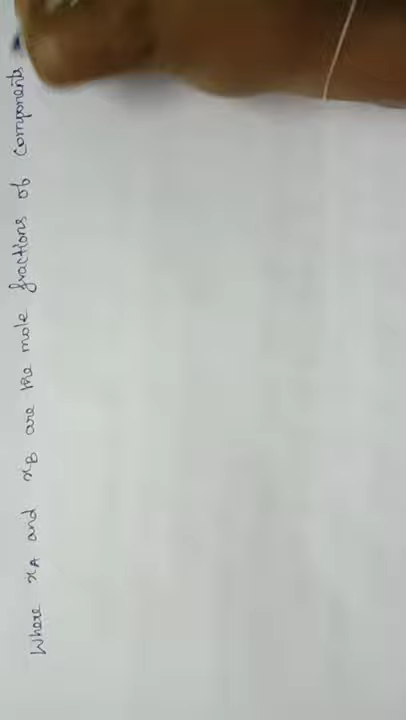 Where x_A and x_B are the mole fractions of components